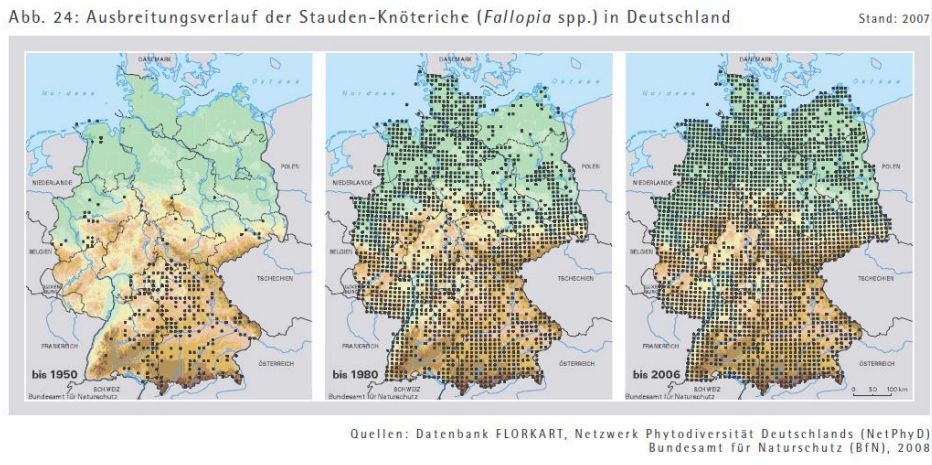 Abb. 24: Ausbreitungsverlauf der Stauden-Knöteriche (Fallopia spp.) in Deutschland
Stand: 2007
DÄNEMARK
Nordsee
Ostsee
POLEN
NIEDERLANDE
BELGIEN
TSCHECHIEN
FRANKREICH
ÖSTERREICH
bis 1950
SCHWEIZ
Bundesamt für Naturschutz
DÄNEMARK
Nordsee
Ostsee
POLEN
NIEDERLANDE
BELGIEN
TSCHECHIEN
FRANKREICH
ÖSTERREICH
bis 1980
SCHWEIZ
Bundesamt für Naturschutz
DÄNEMARK
Nordsee
Ostsee
POLEN
NIEDERLANDE
BELGIEN
TSCHECHIEN
FRANKREICH
ÖSTERREICH
bis 2006
0 50 100 km
SCHWEIZ
Bundesamt für Naturschutz
Quellen: Datenbank FLORKART, Netzwerk Phytodiversität Deutschlands (NetPhyD)
Bundesamt für Naturschutz (BfN), 2008